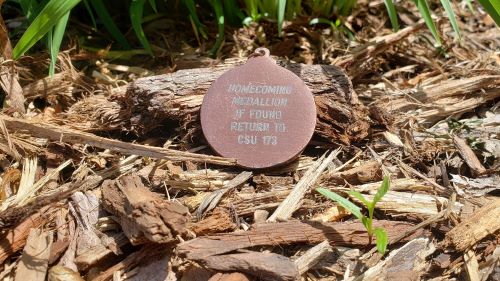 HOMECOMING
MEDALLION
IF FOUND
RETURN TO
CSU 173